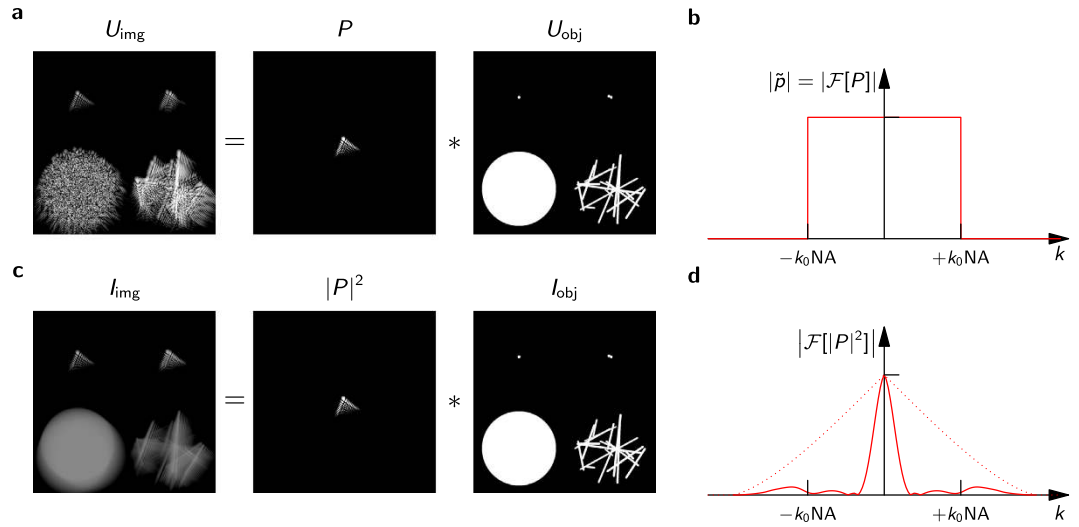 a
U_img P U_obj
= *
b
|p̃| = |ℱ[P]|
−k₀NA +k₀NA k
c
I_img |P|² I_obj
= *
d
|ℱ[|P|²]|
−k₀NA +k₀NA k